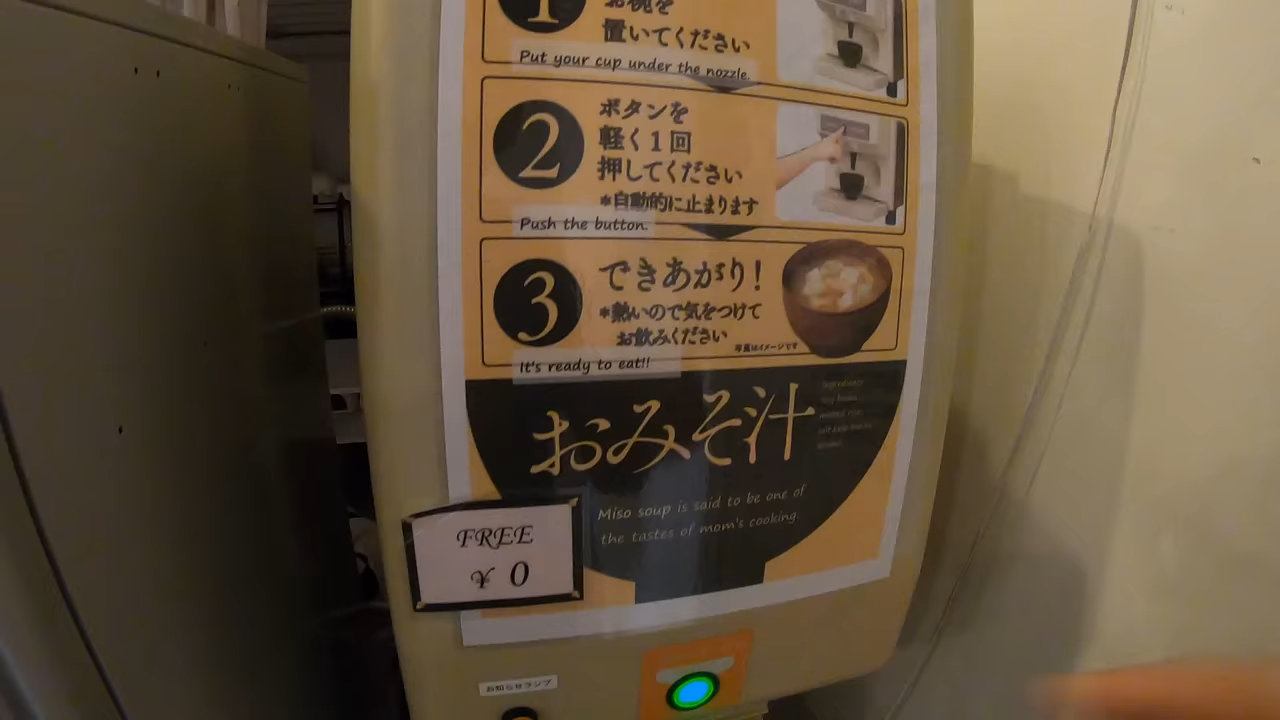 1
お椀を
置いてください
Put your cup under the nozzle.
2
ボタンを
軽く1回
押してください
*自動的に止まります
Push the button.
3
できあがり!
*熱いので気をつけて
お飲みください
写真はイメージです
It's ready to eat!!
おみそ汁
Ingredients
Miso soup is said to be one of
the tastes of mom's cooking.
FREE
¥ 0
お知らせランプ